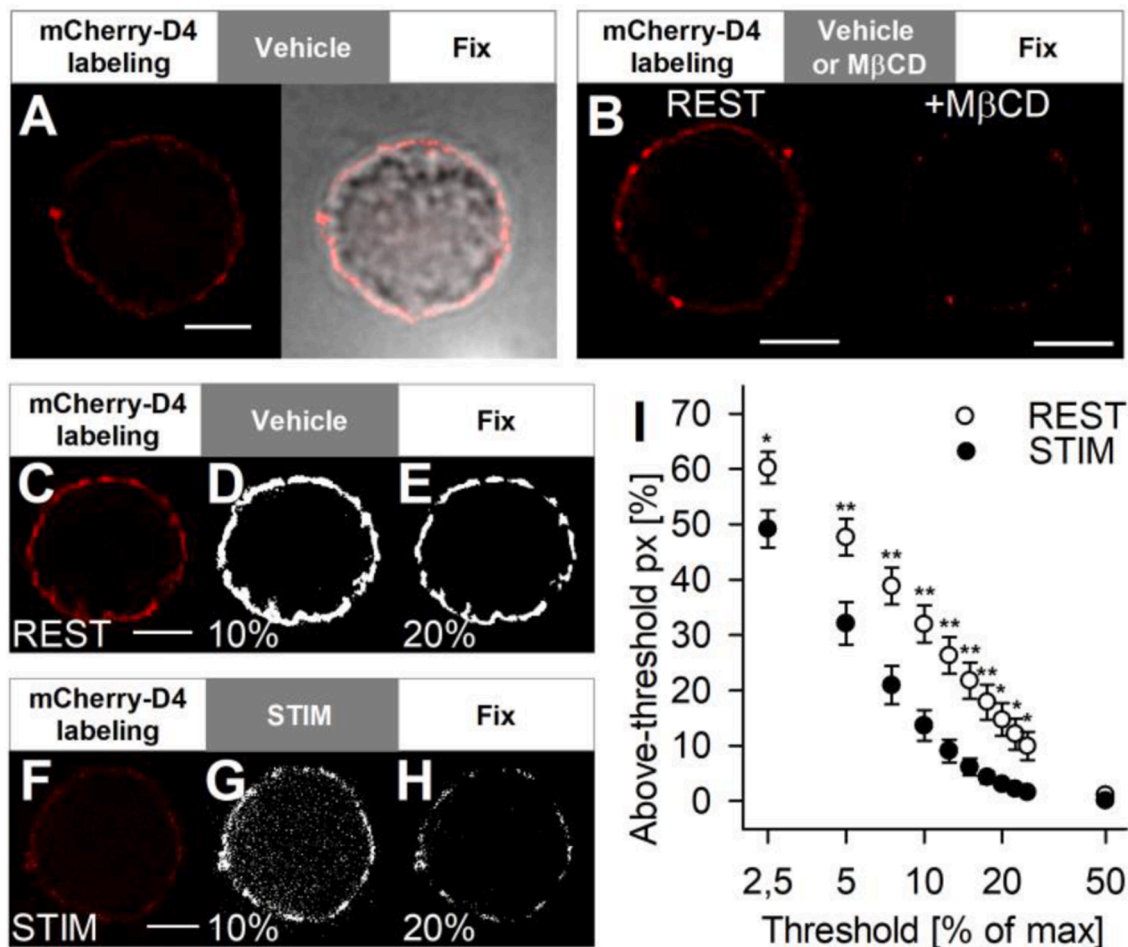 mCherry-D4
labeling
Vehicle
Fix
A
mCherry-D4
labeling
Vehicle
or MβCD
Fix
B
REST
+MβCD
mCherry-D4
labeling
Vehicle
Fix
C
D
E
REST
10%
20%
mCherry-D4
labeling
STIM
Fix
F
G
H
STIM
10%
20%
I
REST
STIM
Above-threshold px [%]
70
60
50
40
30
20
10
0
*
**
**
**
**
**
**
*
*
*
2,5
5
10
20
50
Threshold [% of max]